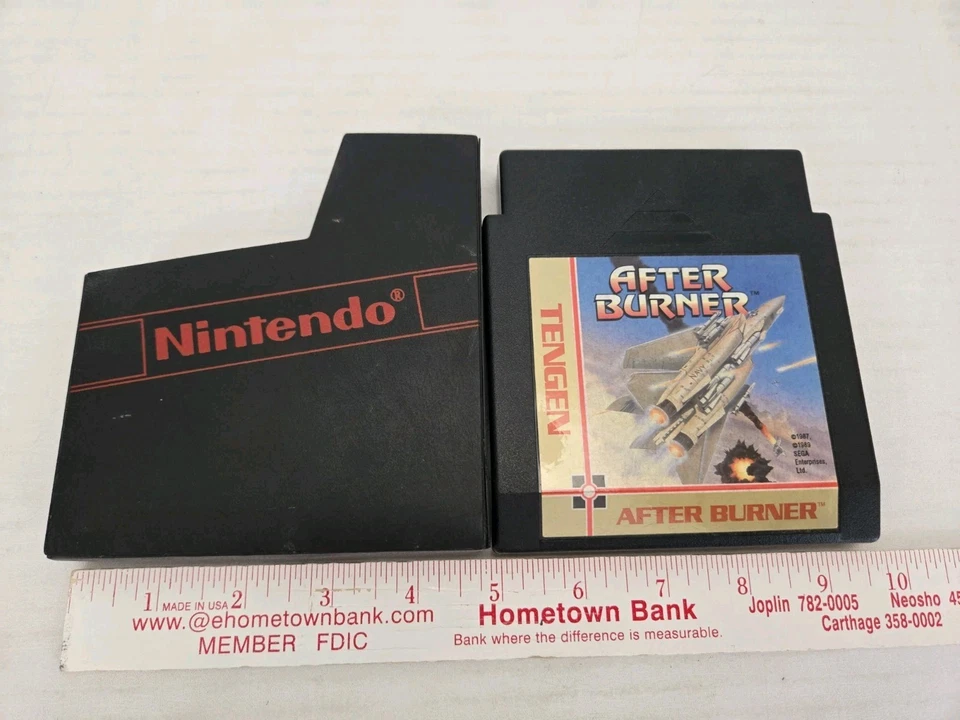 Nintendo®
AFTER
BURNER™
TENGEN
NAVY
©1987
©1989
SEGA
Enterprises,
Ltd.
AFTER BURNER™
1 MADE IN USA 2 3 4 5 6 7 8 9 10
www.@ehometownbank.com
MEMBER FDIC
Hometown Bank
Bank where the difference is measurable.
Joplin 782-0005 Neosho 45
Carthage 358-0002